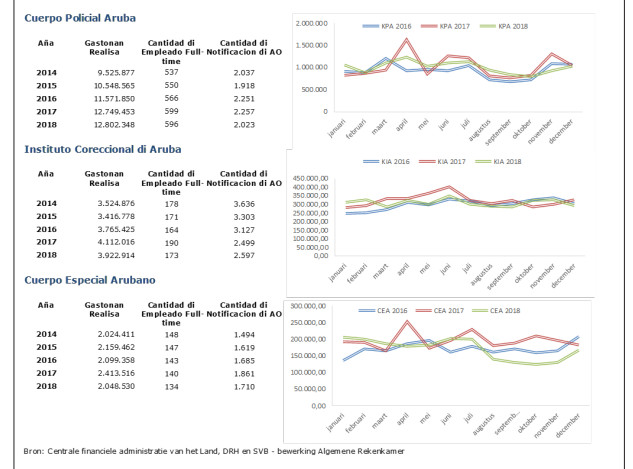 Cuerpo Policial Aruba
Año Gastonan Realisa Cantidad di Empleado Full-time Cantidad di Notificacion di AO
2014 9.525.877 537 2.037
2015 10.548.565 550 1.918
2016 11.571.850 566 2.251
2017 12.749.453 599 2.257
2018 12.802.348 596 2.023
KPA 2016 KPA 2017 KPA 2018
2.000.000
1.500.000
1.000.000
500.000
0
januari februari maart april mei juni juli augustus september oktober november december
Instituto Coreccional di Aruba
Año Gastonan Realisa Cantidad di Empleado Full-time Cantidad di Notificacion di AO
2014 3.524.876 178 3.636
2015 3.416.778 171 3.303
2016 3.765.425 164 3.127
2017 4.112.016 190 2.499
2018 3.922.914 173 2.597
KIA 2016 KIA 2017 KIA 2018
450.000,00
400.000,00
350.000,00
300.000,00
250.000,00
200.000,00
150.000,00
100.000,00
50.000,00
0,00
januari februari maart april mei juni juli augustus september oktober november december
Cuerpo Especial Arubano
Año Gastonan Realisa Cantidad di Empleado Full-time Cantidad di Notificacion di AO
2014 2.024.411 148 1.494
2015 2.159.462 147 1.619
2016 2.099.358 143 1.685
2017 2.413.516 140 1.861
2018 2.048.530 134 1.710
CEA 2016 CEA 2017 CEA 2018
300.000,00
250.000,00
200.000,00
150.000,00
100.000,00
50.000,00
0,00
januari februari maart april mei juni juli augustus septemb... oktober november december
Bron: Centrale financiele administratie van het Land, DRH en SVB - bewerking Algemene Rekenkamer